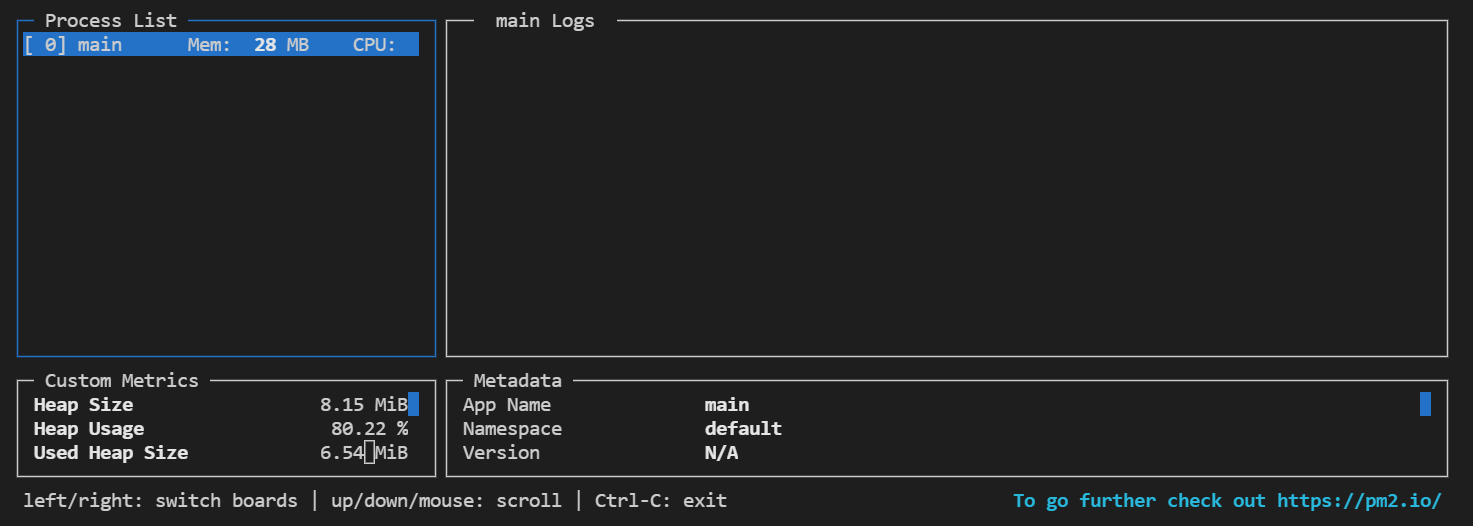 Process List
[ 0] main Mem: 28 MB CPU:
main Logs
Custom Metrics
Heap Size 8.15 MiB
Heap Usage 80.22 %
Used Heap Size 6.54 MiB
Metadata
App Name main
Namespace default
Version N/A
left/right: switch boards | up/down/mouse: scroll | Ctrl-C: exit
To go further check out https://pm2.io/